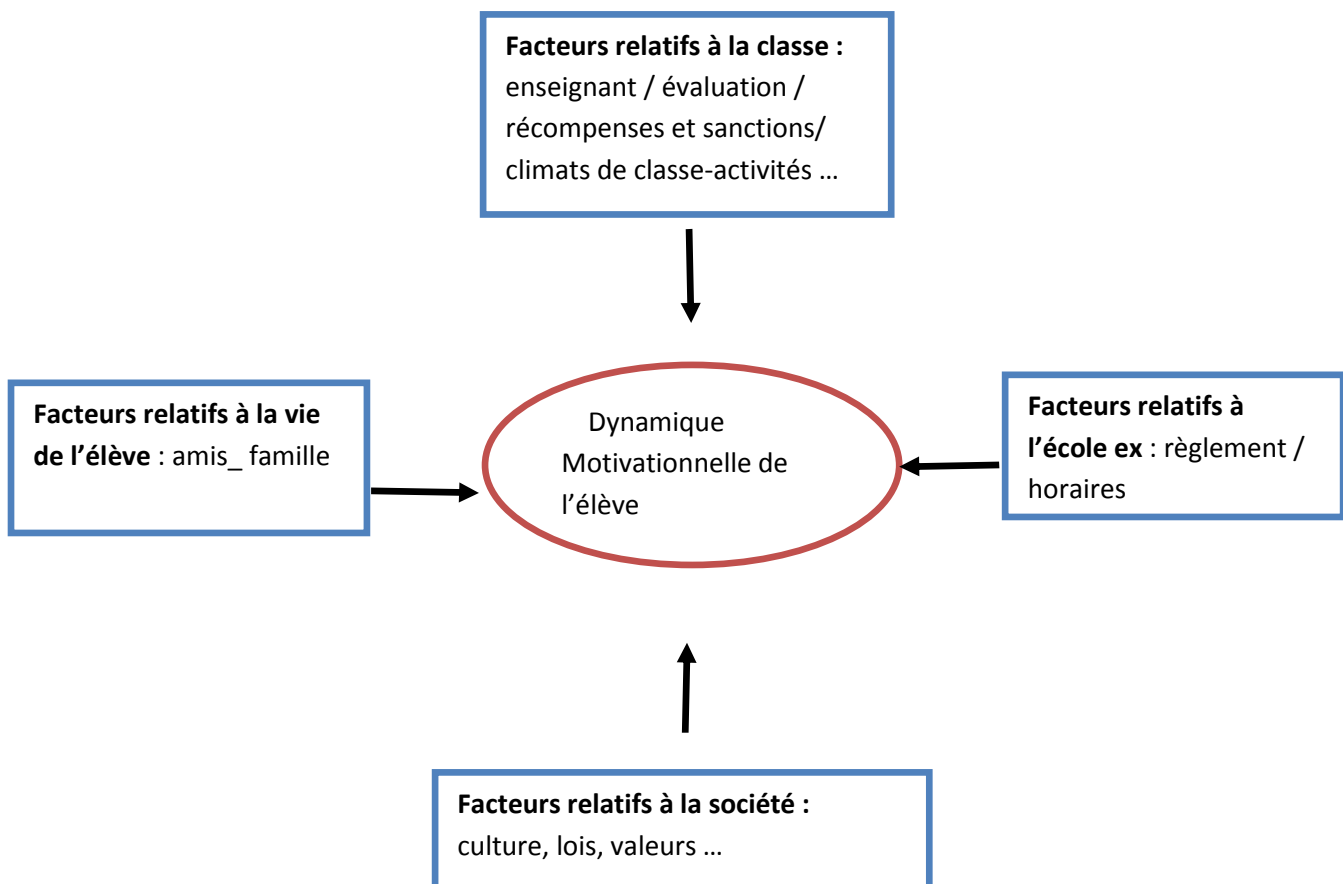 Facteurs relatifs à la classe :
enseignant / évaluation /
récompenses et sanctions/
climats de classe-activités …
Facteurs relatifs à la vie
de l’élève : amis_ famille
Dynamique
Motivationnelle de
l’élève
Facteurs relatifs à
l’école ex : règlement /
horaires
Facteurs relatifs à la société :
culture, lois, valeurs …